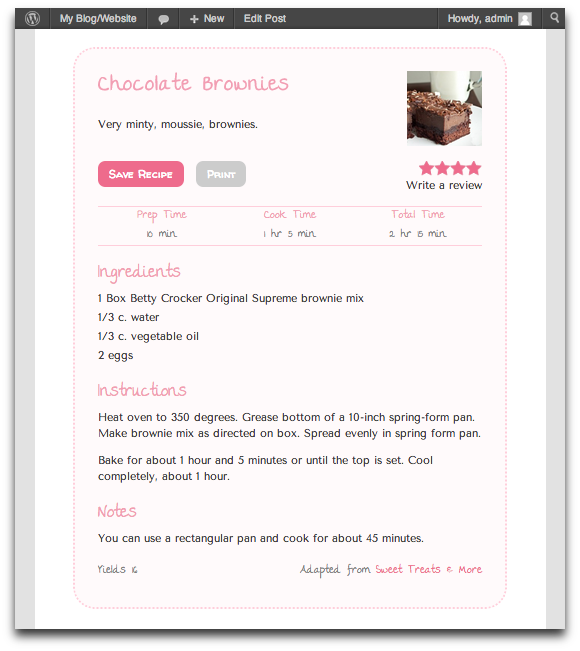 My Blog/Website
New
Edit Post
Howdy, admin
Chocolate Brownies
Very minty, moussie, brownies.
Save Recipe
Print
Write a review
Prep Time Cook Time Total Time
10 min 1 hr 5 min 2 hr 15 min
Ingredients
1 Box Betty Crocker Original Supreme brownie mix
1/3 c. water
1/3 c. vegetable oil
2 eggs
Instructions
Heat oven to 350 degrees. Grease bottom of a 10-inch spring-form pan.
Make brownie mix as directed on box. Spread evenly in spring form pan.
Bake for about 1 hour and 5 minutes or until the top is set. Cool
completely, about 1 hour.
Notes
You can use a rectangular pan and cook for about 45 minutes.
Yields 16
Adapted from Sweet Treats & More